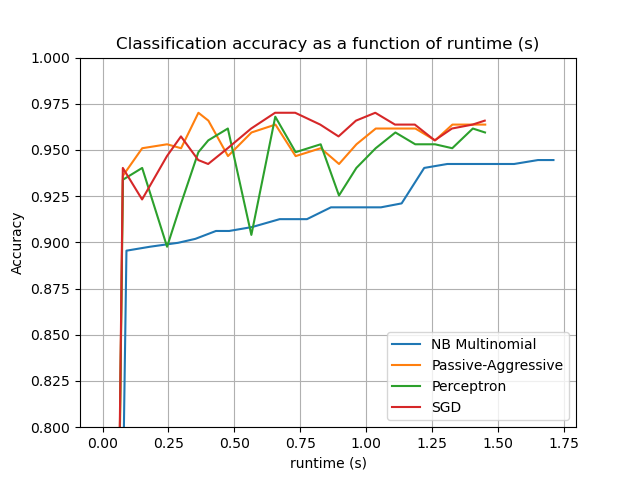 Classification accuracy as a function of runtime (s)
1.000
0.975
0.950
0.925
0.900
0.875
0.850
0.825
0.800
Accuracy
NB Multinomial
Passive-Aggressive
Perceptron
SGD
0.00 0.25 0.50 0.75 1.00 1.25 1.50 1.75
runtime (s)